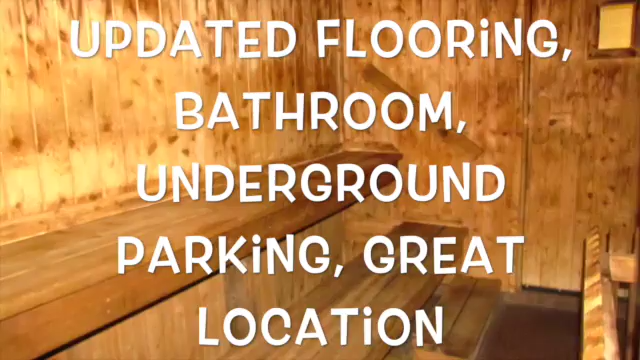 UPDATED FLOORING,
BATHROOM,
UNDERGROUND
PARKING, GREAT
LOCATION